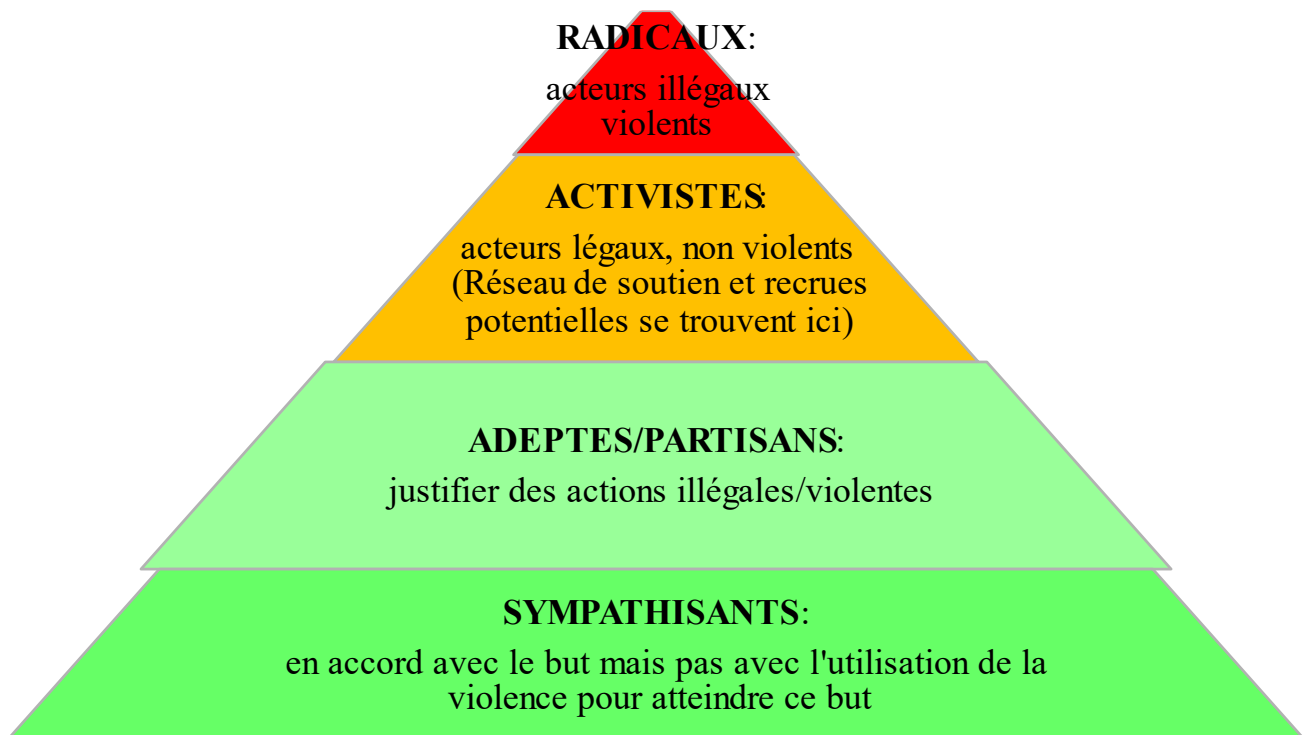 RADICAUX:
acteurs illégaux
violents
ACTIVISTES:
acteurs légaux, non violents
(Réseau de soutien et recrues
potentielles se trouvent ici)
ADEPTES/PARTISANS:
justifier des actions illégales/violentes
SYMPATHISANTS:
en accord avec le but mais pas avec l'utilisation de la
violence pour atteindre ce but